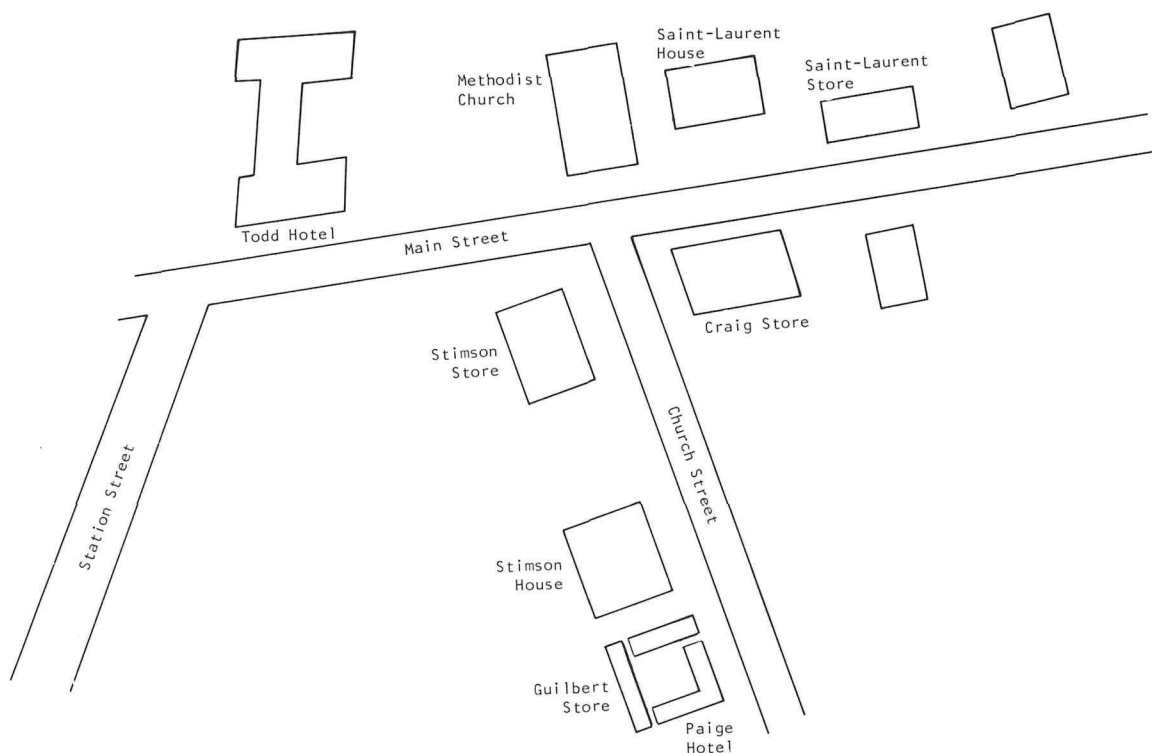 Saint-Laurent
House
Saint-Laurent
Store
Methodist
Church
Todd Hotel
Main Street
Craig Store
Stimson
Store
Church Street
Station Street
Stimson
House
Guilbert
Store
Paige
Hotel